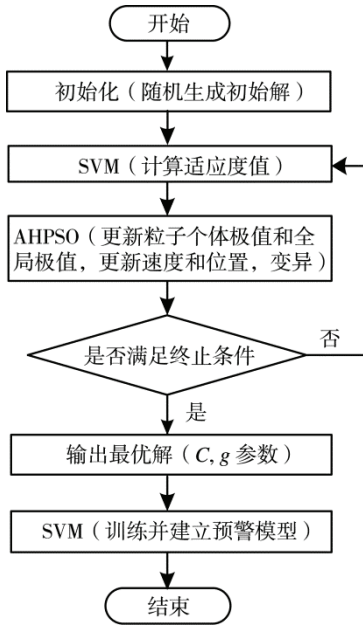 开始
初始化（随机生成初始解）
SVM（计算适应度值）
AHPSO（更新粒子个体极值和全
局极值，更新速度和位置，变异）
是否满足终止条件
否
是
输出最优解（C, g 参数）
SVM（训练并建立预警模型）
结束